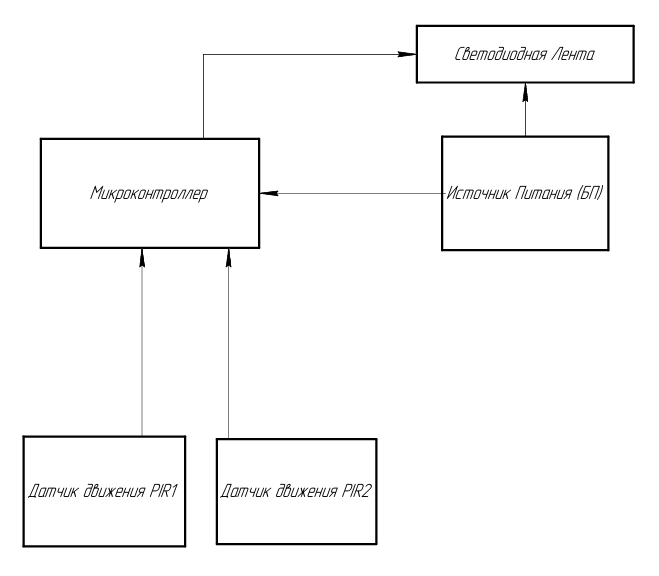 Светодиодная Лента
Микроконтроллер
Источник Питания (БП)
Датчик движения PIR1
Датчик движения PIR2